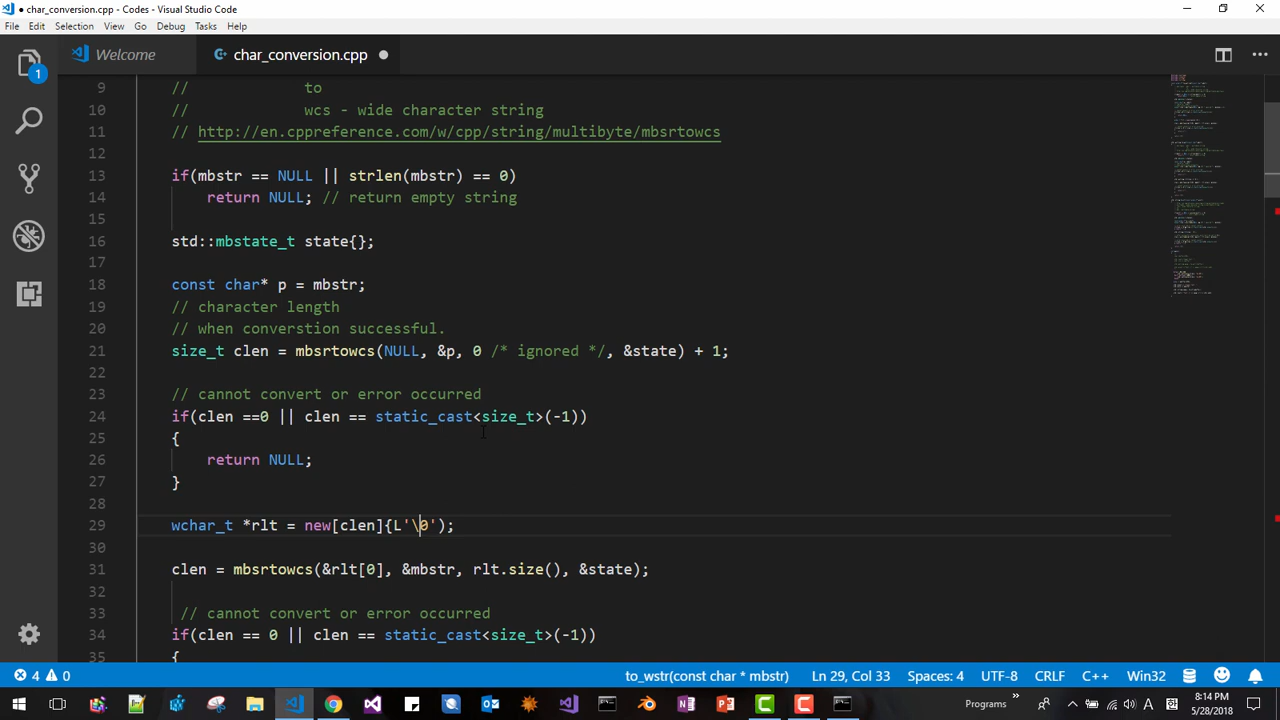 ● char_conversion.cpp - Codes - Visual Studio Code
File Edit Selection View Go Debug Tasks Help
Welcome char_conversion.cpp ●
1
9 // to
10 // wcs - wide character string
11 // http://en.cppreference.com/w/cpp/string/multibyte/mbsrtowcs
12
13 if(mbstr == NULL || strlen(mbstr) == 0)
14 return NULL; // return empty string
15
16 std::mbstate_t state{};
17
18 const char* p = mbstr;
19 // character length
20 // when converstion successful.
21 size_t clen = mbsrtowcs(NULL, &p, 0 /* ignored */, &state) + 1;
22
23 // cannot convert or error occurred
24 if(clen ==0 || clen == static_cast<size_t>(-1))
25 {
26 return NULL;
27 }
28
29 wchar_t *rlt = new[clen]{L'\0');
30
31 clen = mbsrtowcs(&rlt[0], &mbstr, rlt.size(), &state);
32
33 // cannot convert or error occurred
34 if(clen == 0 || clen == static_cast<size_t>(-1))
35 {
4 0 to_wstr(const char * mbstr) Ln 29, Col 33 Spaces: 4 UTF-8 CRLF C++ Win32
Programs » A 8:14 PM
5/28/2018